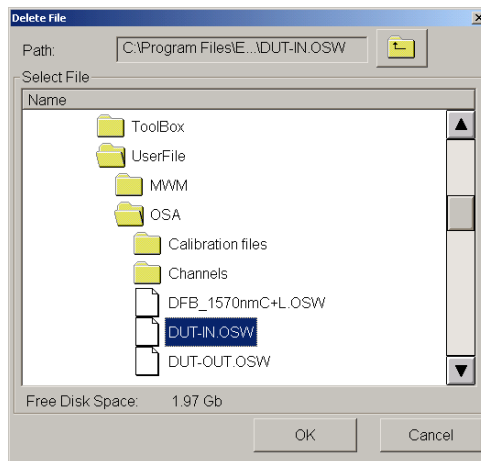 Delete File
Path: C:\Program Files\E...\DUT-IN.OSW
Select File
Name
ToolBox
UserFile
MWM
OSA
Calibration files
Channels
DFB_1570nmC+L.OSW
DUT-IN.OSW
DUT-OUT.OSW
Free Disk Space: 1.97 Gb
OK Cancel